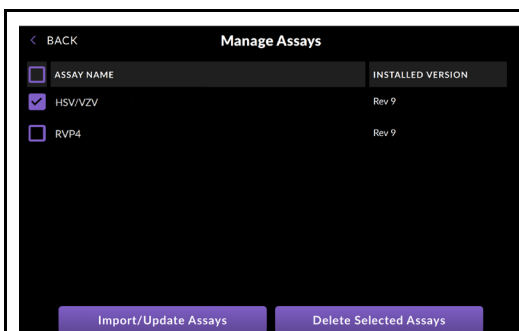 < BACK Manage Assays
ASSAY NAME INSTALLED VERSION
HSV/VZV Rev 9
RVP4 Rev 9
Import/Update Assays Delete Selected Assays